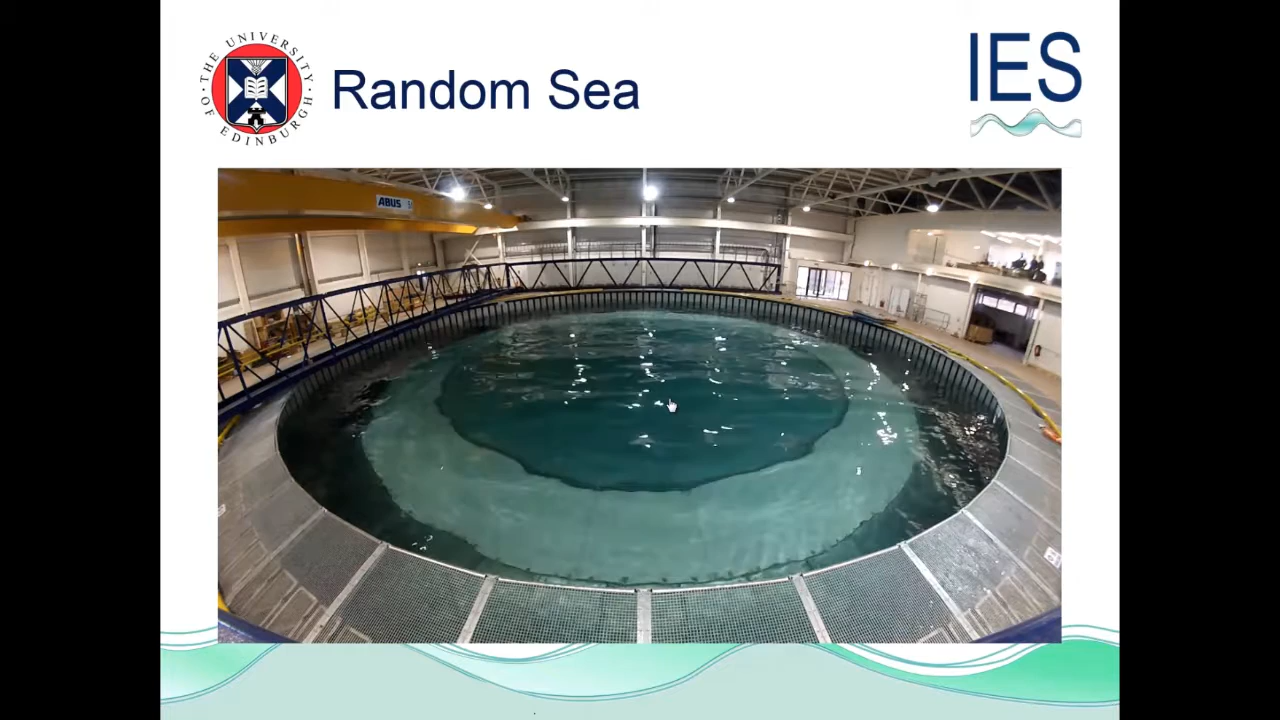 THE UNIVERSITY
OF EDINBURGH
Random Sea
IES
ABUS